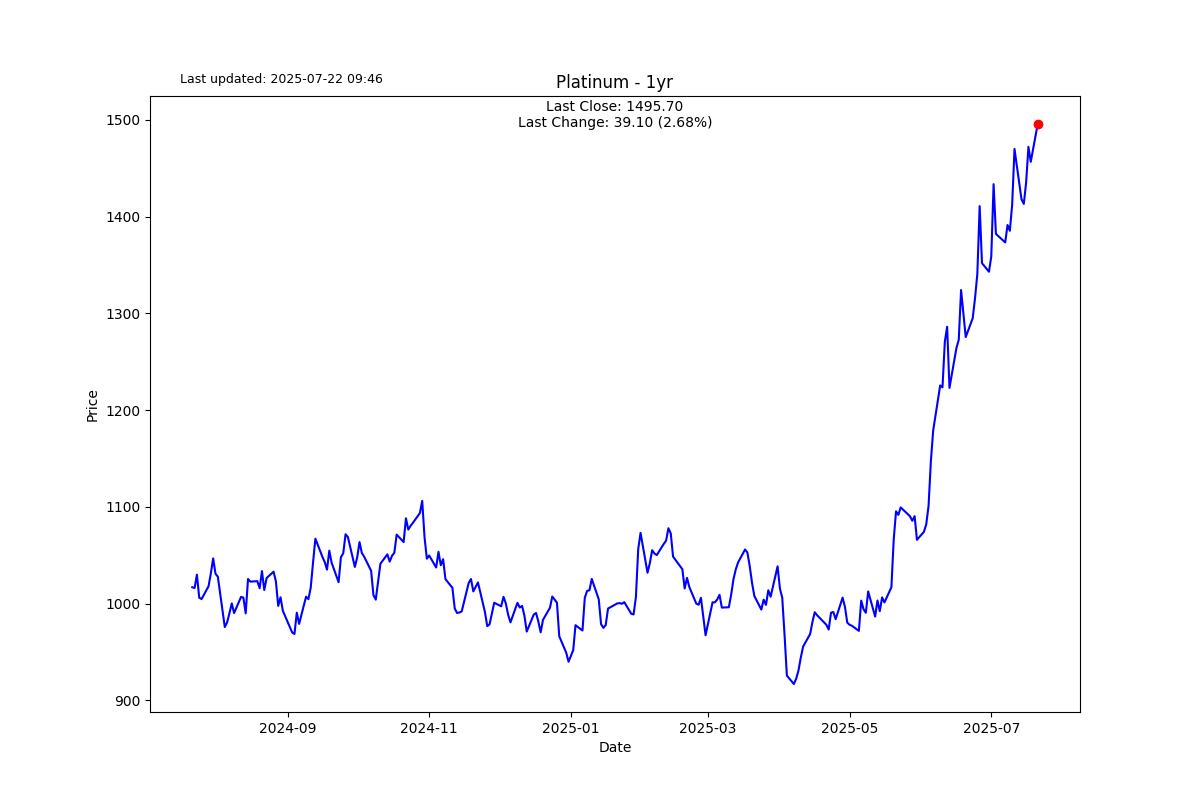 Last updated: 2025-07-22 09:46
Platinum - 1yr
Last Close: 1495.70
Last Change: 39.10 (2.68%)
1500
1400
1300
1200
1100
1000
900
Price
2024-09
2024-11
2025-01
2025-03
2025-05
2025-07
Date